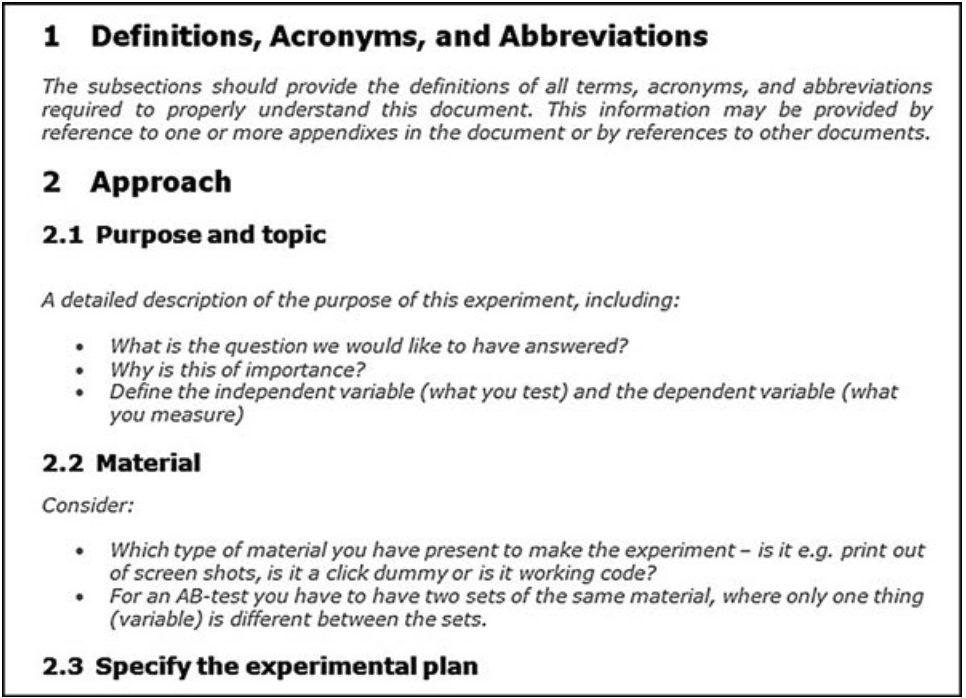 1 Definitions, Acronyms, and Abbreviations
The subsections should provide the definitions of all terms, acronyms, and abbreviations
required to properly understand this document. This information may be provided by
reference to one or more appendixes in the document or by references to other documents.
2 Approach
2.1 Purpose and topic
A detailed description of the purpose of this experiment, including:
• What is the question we would like to have answered?
• Why is this of importance?
• Define the independent variable (what you test) and the dependent variable (what
you measure)
2.2 Material
Consider:
• Which type of material you have present to make the experiment – is it e.g. print out
of screen shots, is it a click dummy or is it working code?
• For an AB-test you have to have two sets of the same material, where only one thing
(variable) is different between the sets.
2.3 Specify the experimental plan